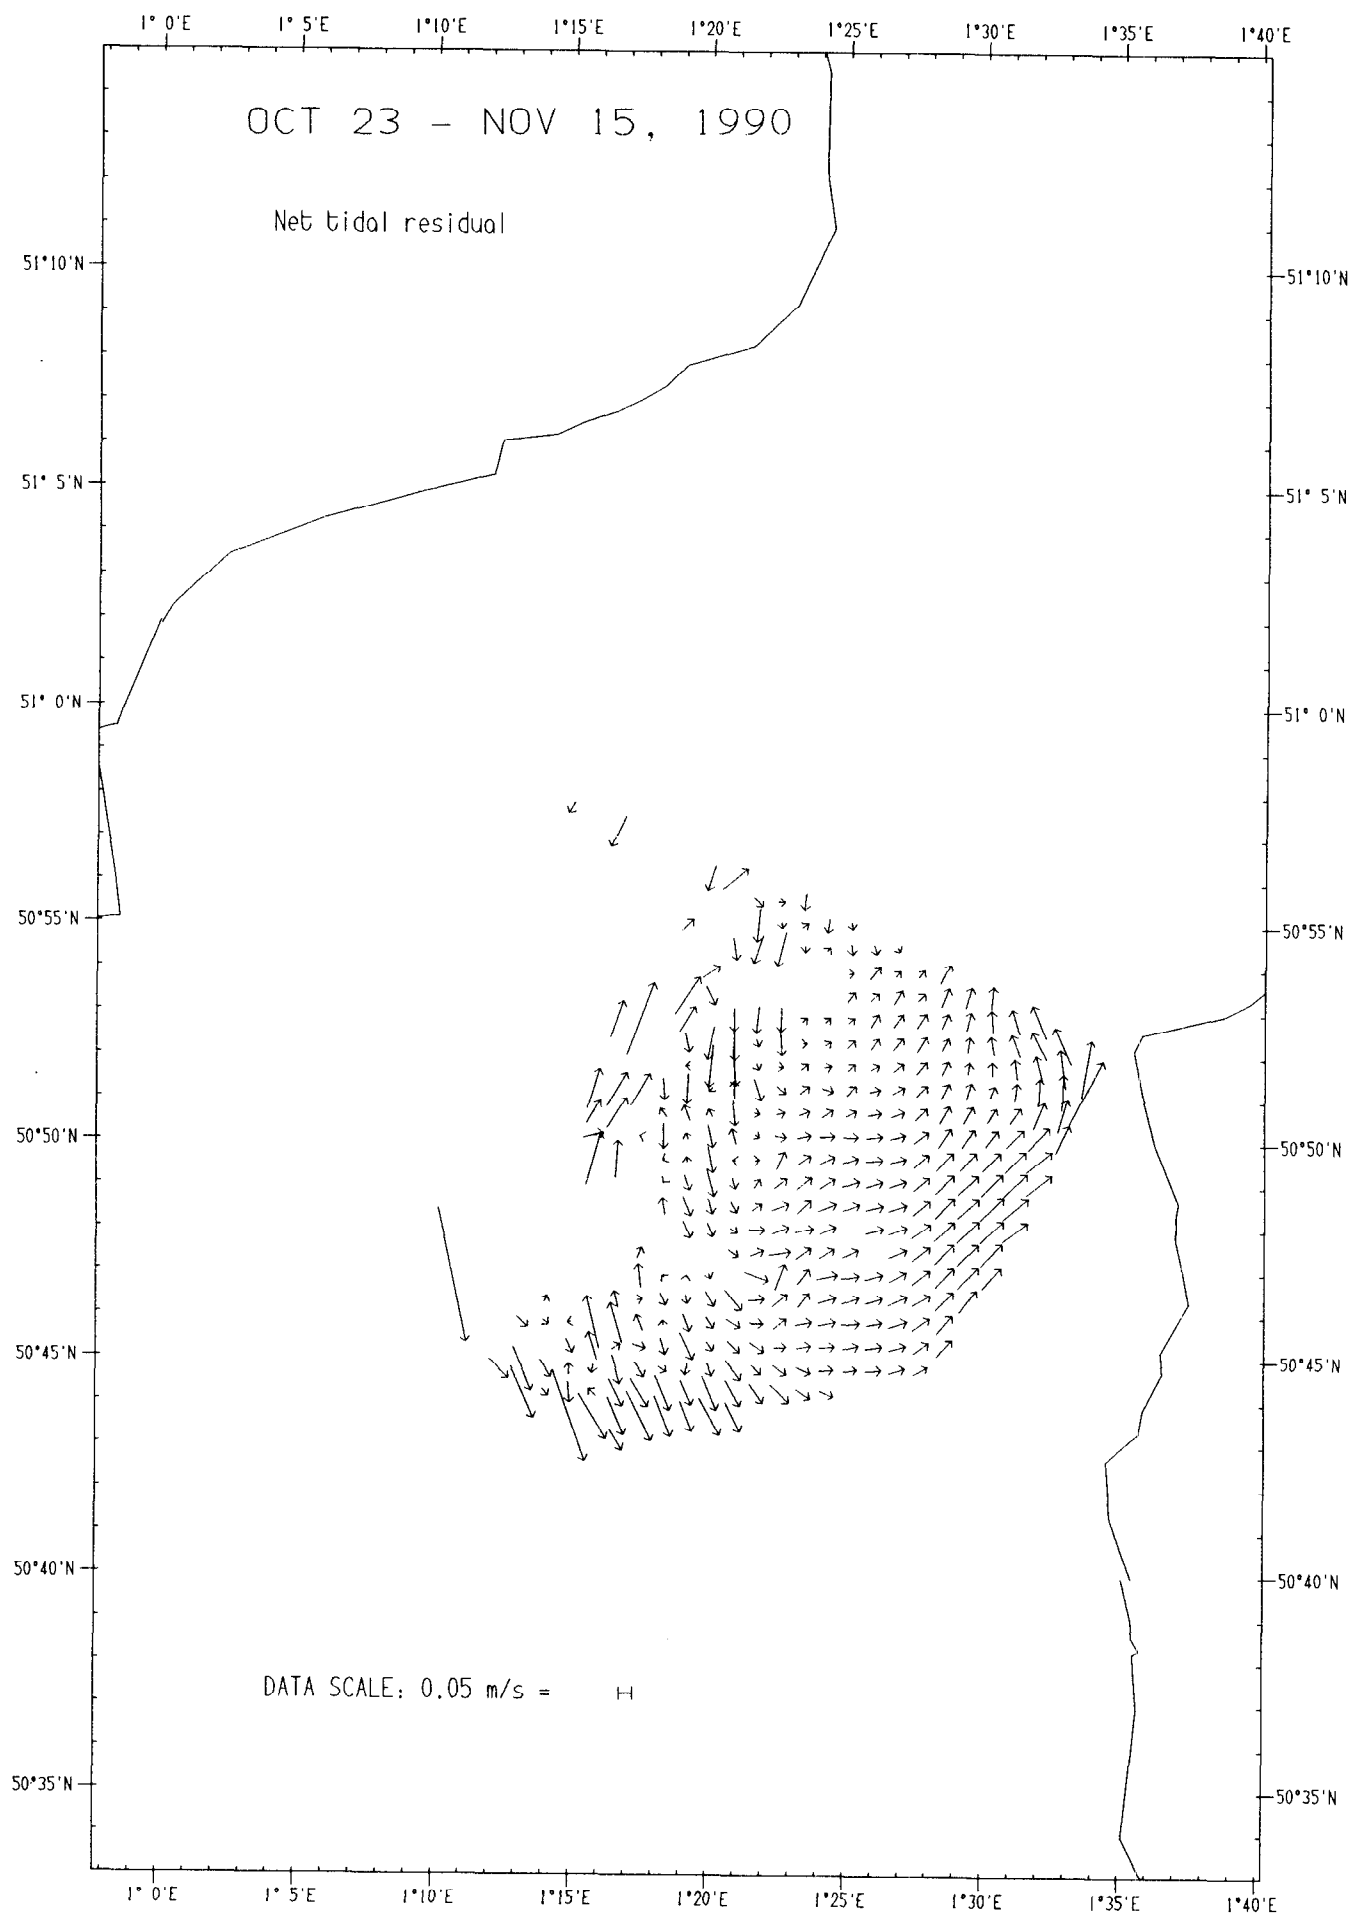 1° 0'E 1° 5'E 1°10'E 1°15'E 1°20'E 1°25'E 1°30'E 1°35'E 1°40'E
OCT 23 - NOV 15, 1990
Net tidal residual
51°10'N 51°10'N
51° 5'N 51° 5'N
51° 0'N 51° 0'N
50°55'N 50°55'N
50°50'N 50°50'N
50°45'N 50°45'N
50°40'N 50°40'N
DATA SCALE: 0.05 m/s =
50°35'N 50°35'N
1° 0'E 1° 5'E 1°10'E 1°15'E 1°20'E 1°25'E 1°30'E 1°35'E 1°40'E